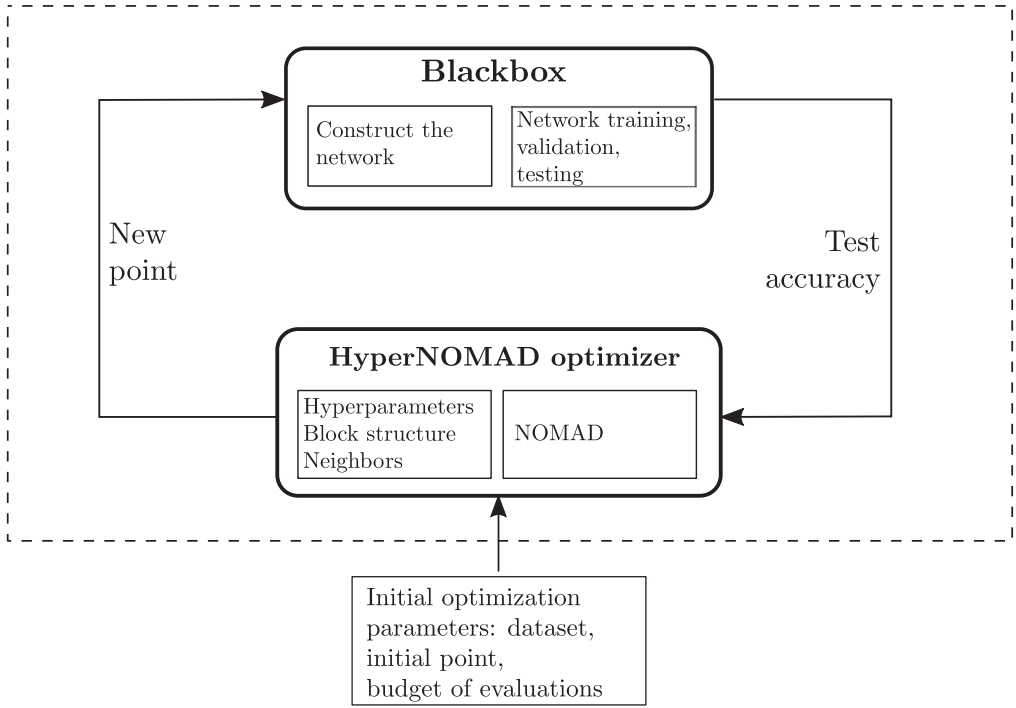 Blackbox
Construct the
network
Network training,
validation,
testing
New
point
Test
accuracy
HyperNOMAD optimizer
Hyperparameters
Block structure
Neighbors
NOMAD
Initial optimization
parameters: dataset,
initial point,
budget of evaluations